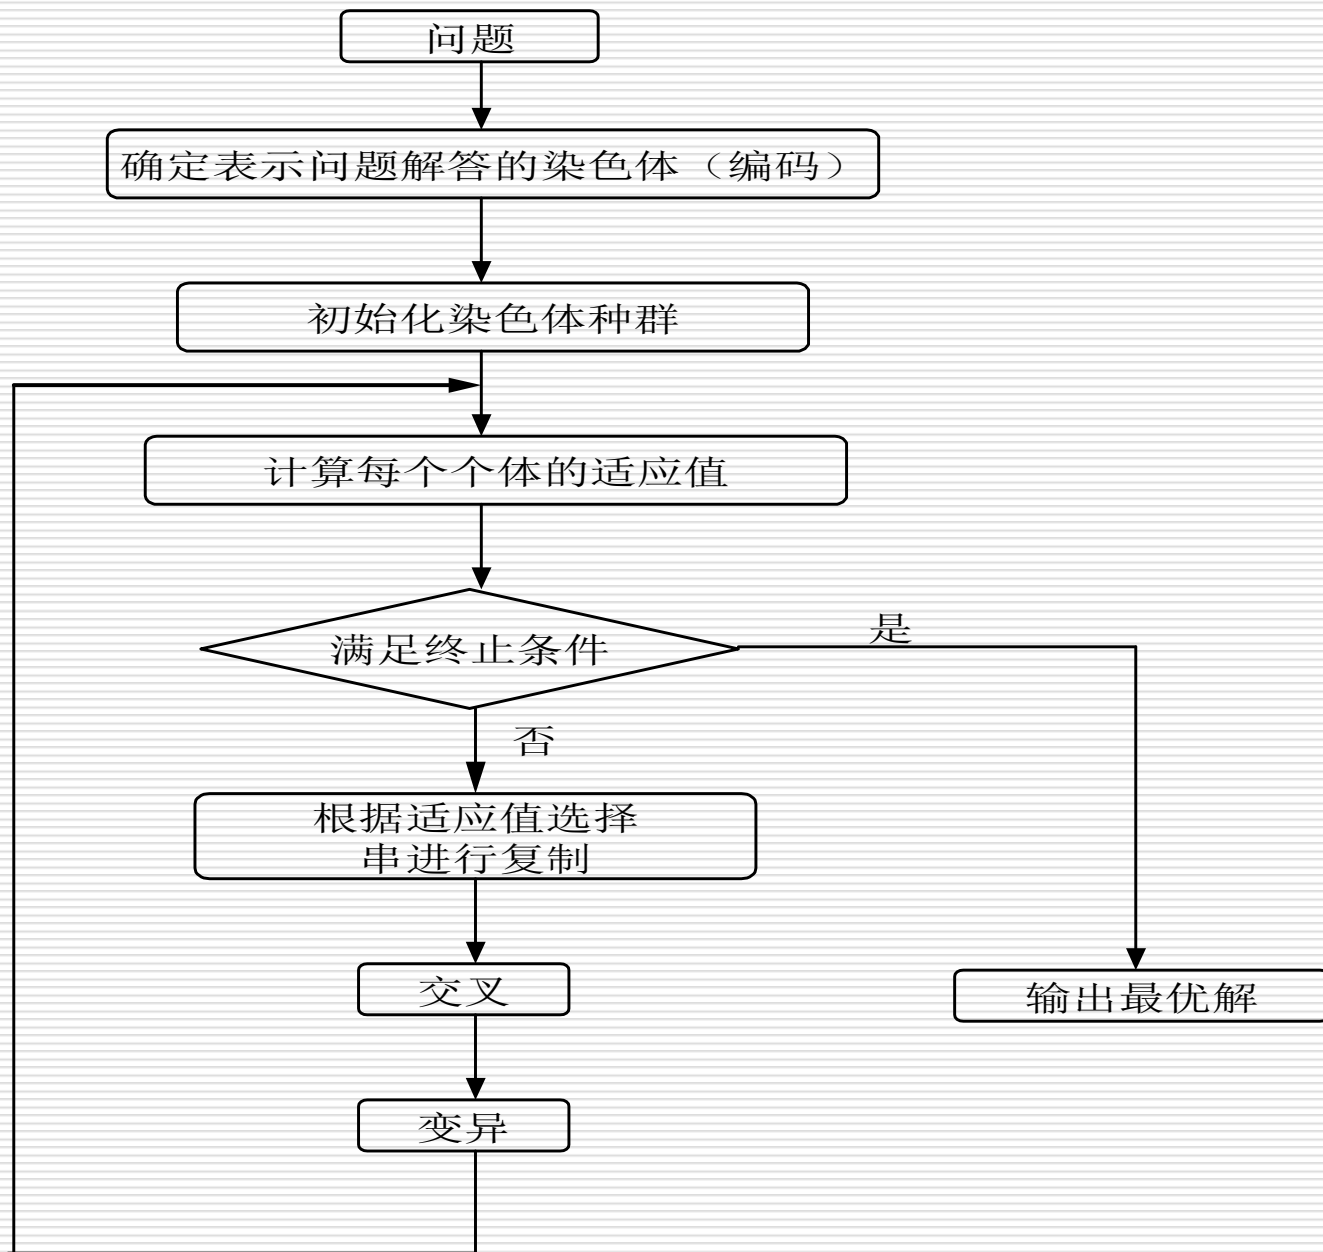 问题
确定表示问题解答的染色体（编码）
初始化染色体种群
计算每个个体的适应值
满足终止条件
是
否
根据适应值选择
串进行复制
交叉
输出最优解
变异